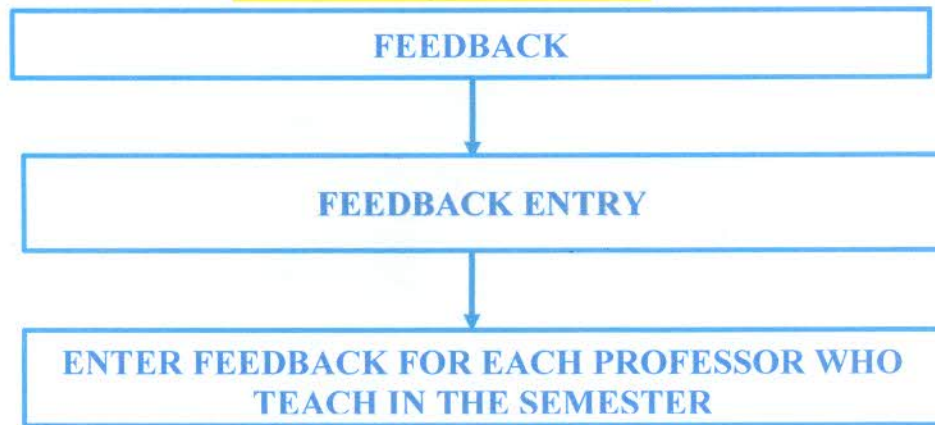 FEEDBACK
FEEDBACK ENTRY
ENTER FEEDBACK FOR EACH PROFESSOR WHO
TEACH IN THE SEMESTER